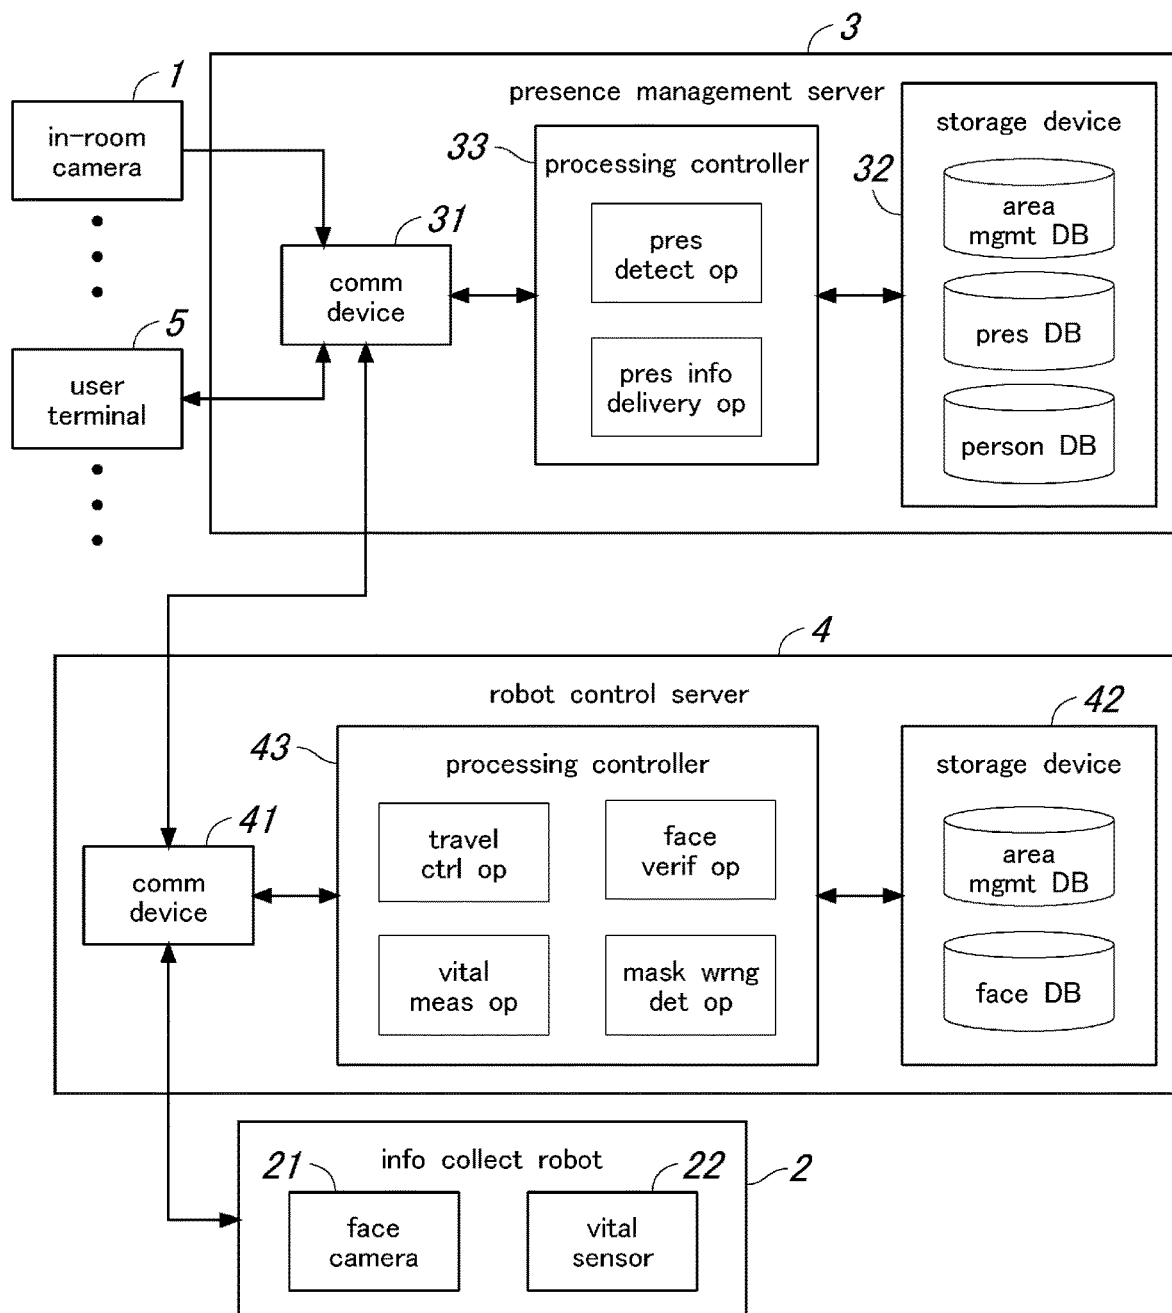 3
1
in-room
camera
presence management server
33
processing controller
pres
detect op
pres info
delivery op
32
storage device
area
mgmt DB
pres DB
person DB
31
comm
device
5
user
terminal
4
robot control server
43
processing controller
travel
ctrl op
face
verif op
vital
meas op
mask wrng
det op
42
storage device
area
mgmt DB
face DB
41
comm
device
info collect robot
2
21
face
camera
22
vital
sensor